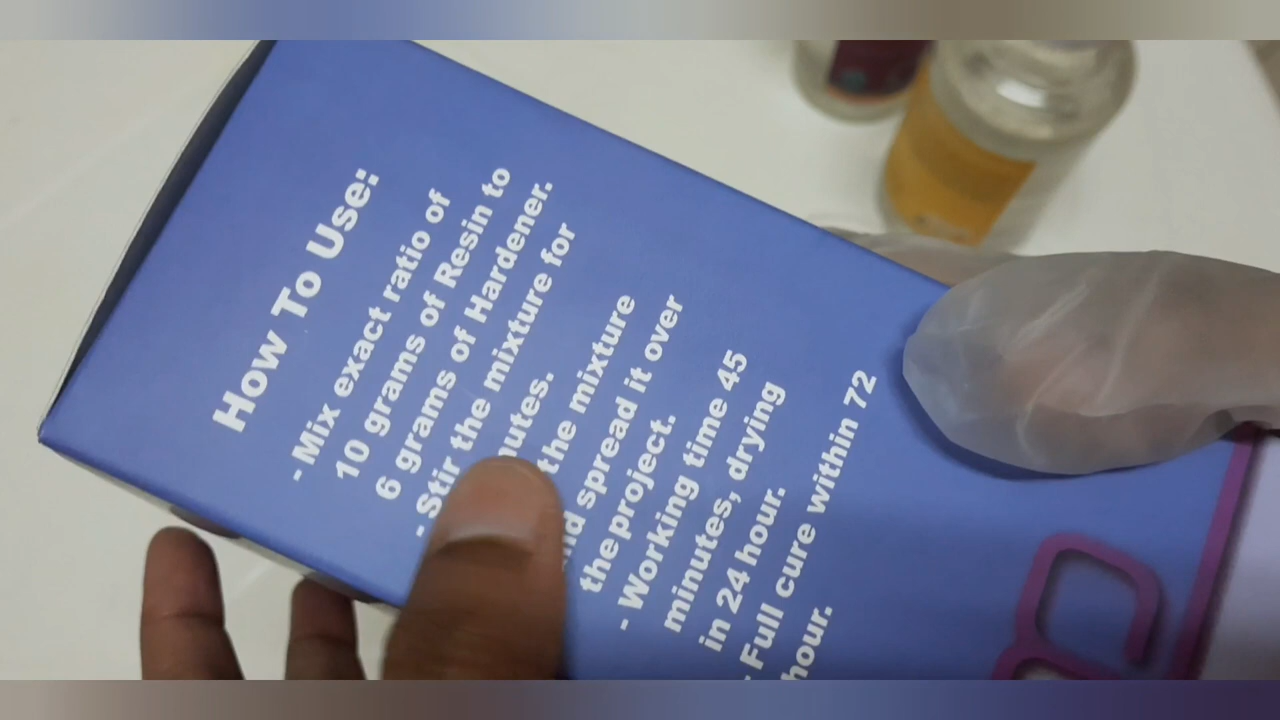 How To Use:
- Mix exact ratio of
10 grams of Resin to
6 grams of Hardener.
- Stir the mixture for
the mixture
spread it over
the project.
- Working time 45
minutes, drying
in 24 hour.
- Full cure within 72
hour.